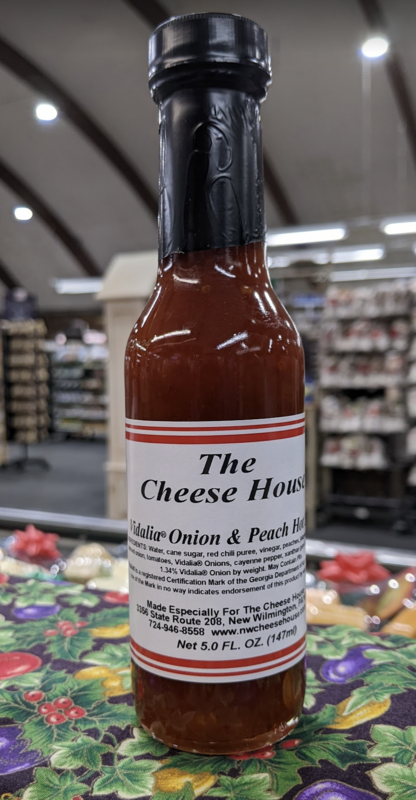 The
Cheese House
Vidalia® Onion & Peach Hot
INGREDIENTS: Water, cane sugar, red chili puree, vinegar, peaches,
onion, tomatoes, Vidalia® Onions, cayenne pepper,
1.34% Vidalia® Onion by weight. May Contain
a registered Certification Mark of the Georgia Department
of the Mark in no way indicates endorsement of this product
Made Especially For The Cheese House
3356 State Route 208, New Wilmington,
724-946-8558 www.nwcheesehouse
Net 5.0 FL. OZ. (147ml)